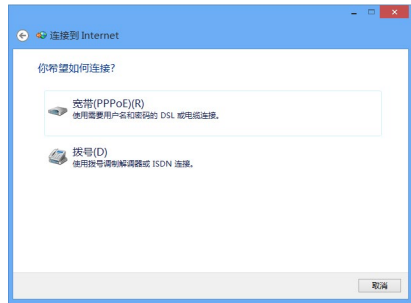 连接到 Internet
你希望如何连接?
宽带(PPPoE)(R)
使用需要用户名和密码的 DSL 或电缆连接。
拨号(D)
使用拨号调制解调器或 ISDN 连接。
取消